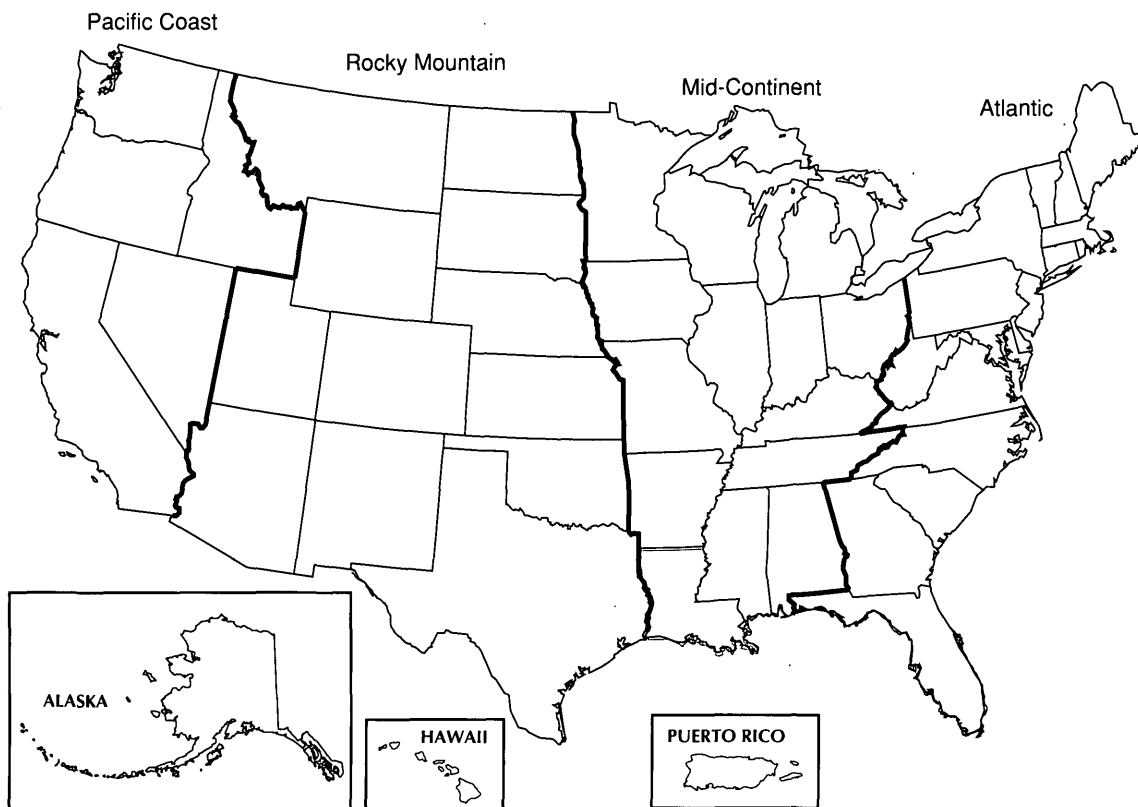 Pacific Coast
Rocky Mountain
Mid-Continent
Atlantic
ALASKA
HAWAII
PUERTO RICO